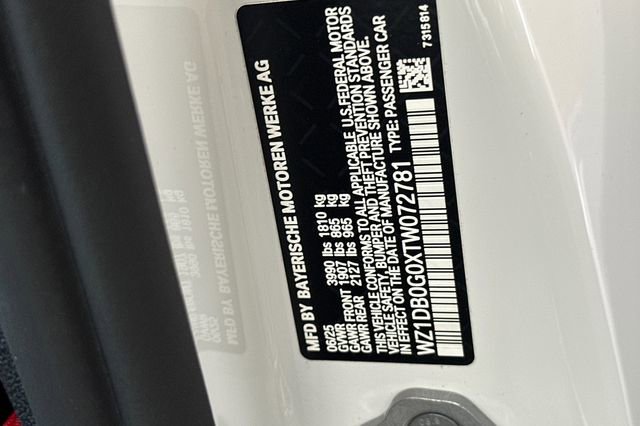 MFD BY BAYERISCHE MOTOREN WERKE AG
06/25
GVWR 3990 lbs 1810 kg
GAWR FRONT 1907 lbs 865 kg
GAWR REAR 2127 lbs 965 kg
THIS VEHICLE CONFORMS TO ALL APPLICABLE U.S.FEDERAL MOTOR
VEHICLE SAFETY, BUMPER AND THEFT PREVENTION STANDARDS
IN EFFECT ON THE DATE OF MANUFACTURE SHOWN ABOVE.
WZ1DB0G0XTW072781 TYPE: PASSENGER CAR
7315814